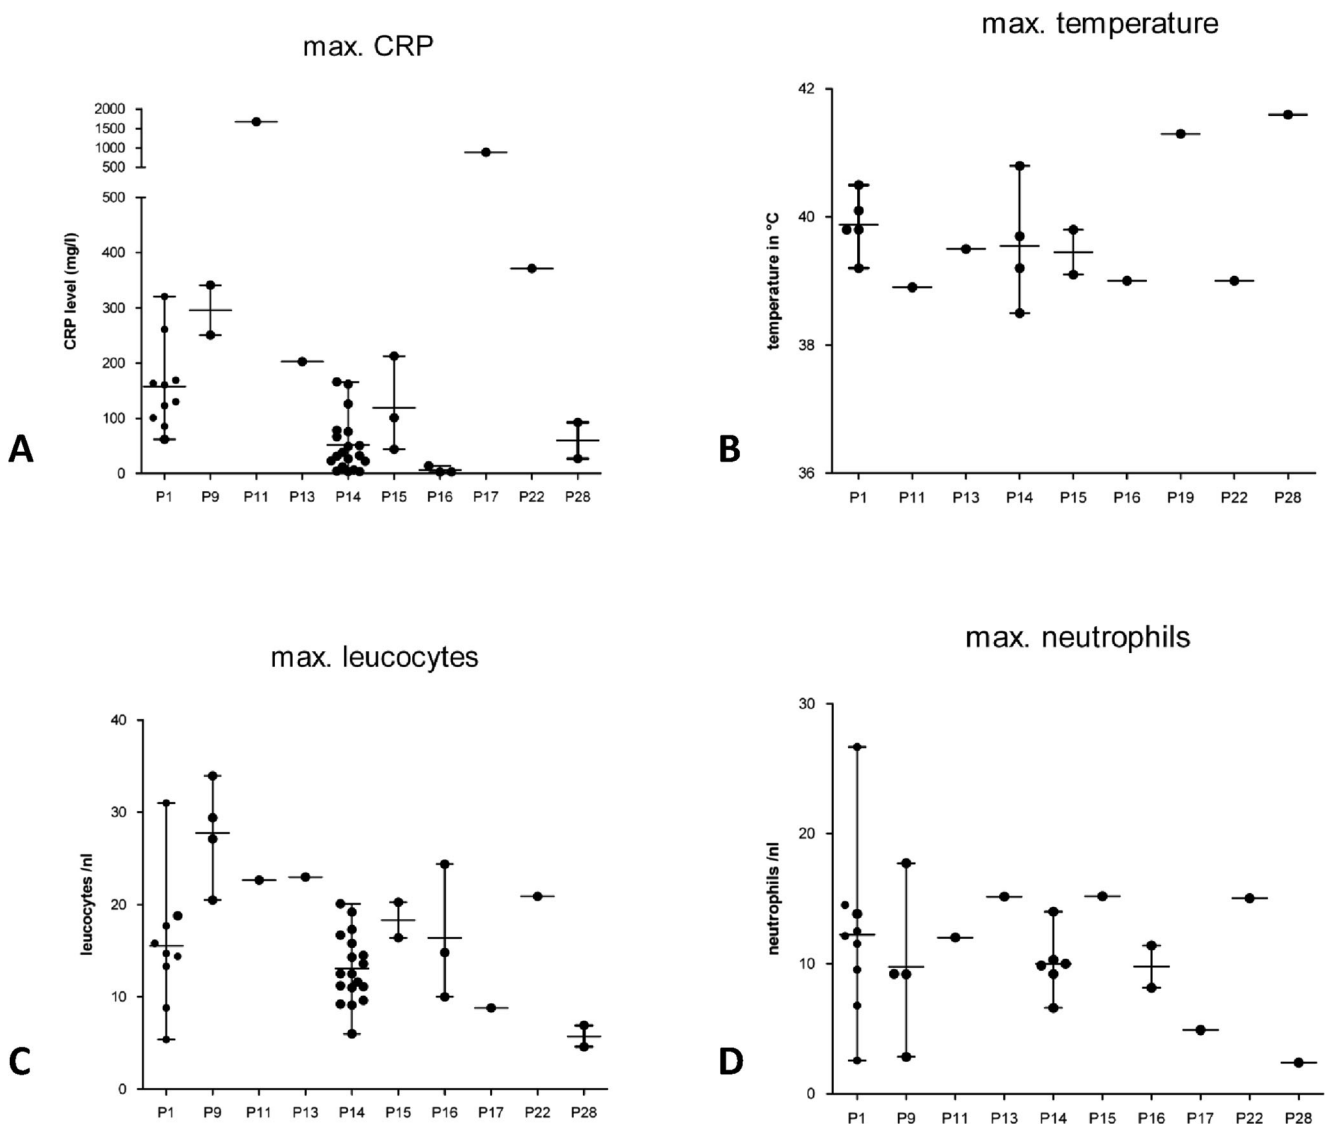 max. CRP
2000
1500
1000
500
500
400
300
200
100
0
CRP level (mg/l)
P1 P9 P11 P13 P14 P15 P16 P17 P22 P28
A
max. temperature
42
40
38
36
temperature in °C
P1 P11 P13 P14 P15 P16 P19 P22 P28
B
max. leucocytes
40
30
20
10
0
leucocytes /nl
P1 P9 P11 P13 P14 P15 P16 P17 P22 P28
C
max. neutrophils
30
20
10
0
neutrophils /nl
P1 P9 P11 P13 P14 P15 P16 P17 P22 P28
D